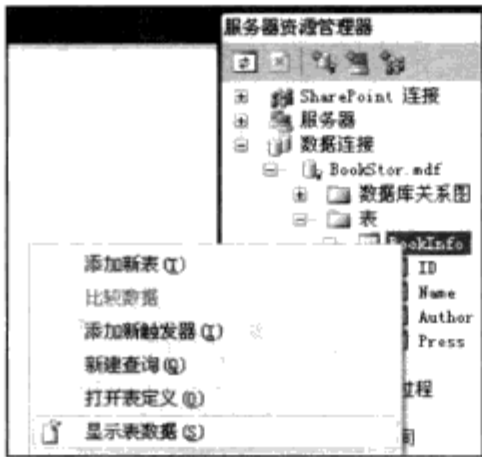 服务器资源管理器
SharePoint 连接
服务器
数据连接
BookStor.mdf
数据库关系图
表
BookInfo
ID
Name
Author
Press
过程
添加新表(T)
比较数据
添加新触发器(T)
新建查询(Q)
打开表定义(O)
显示表数据(S)